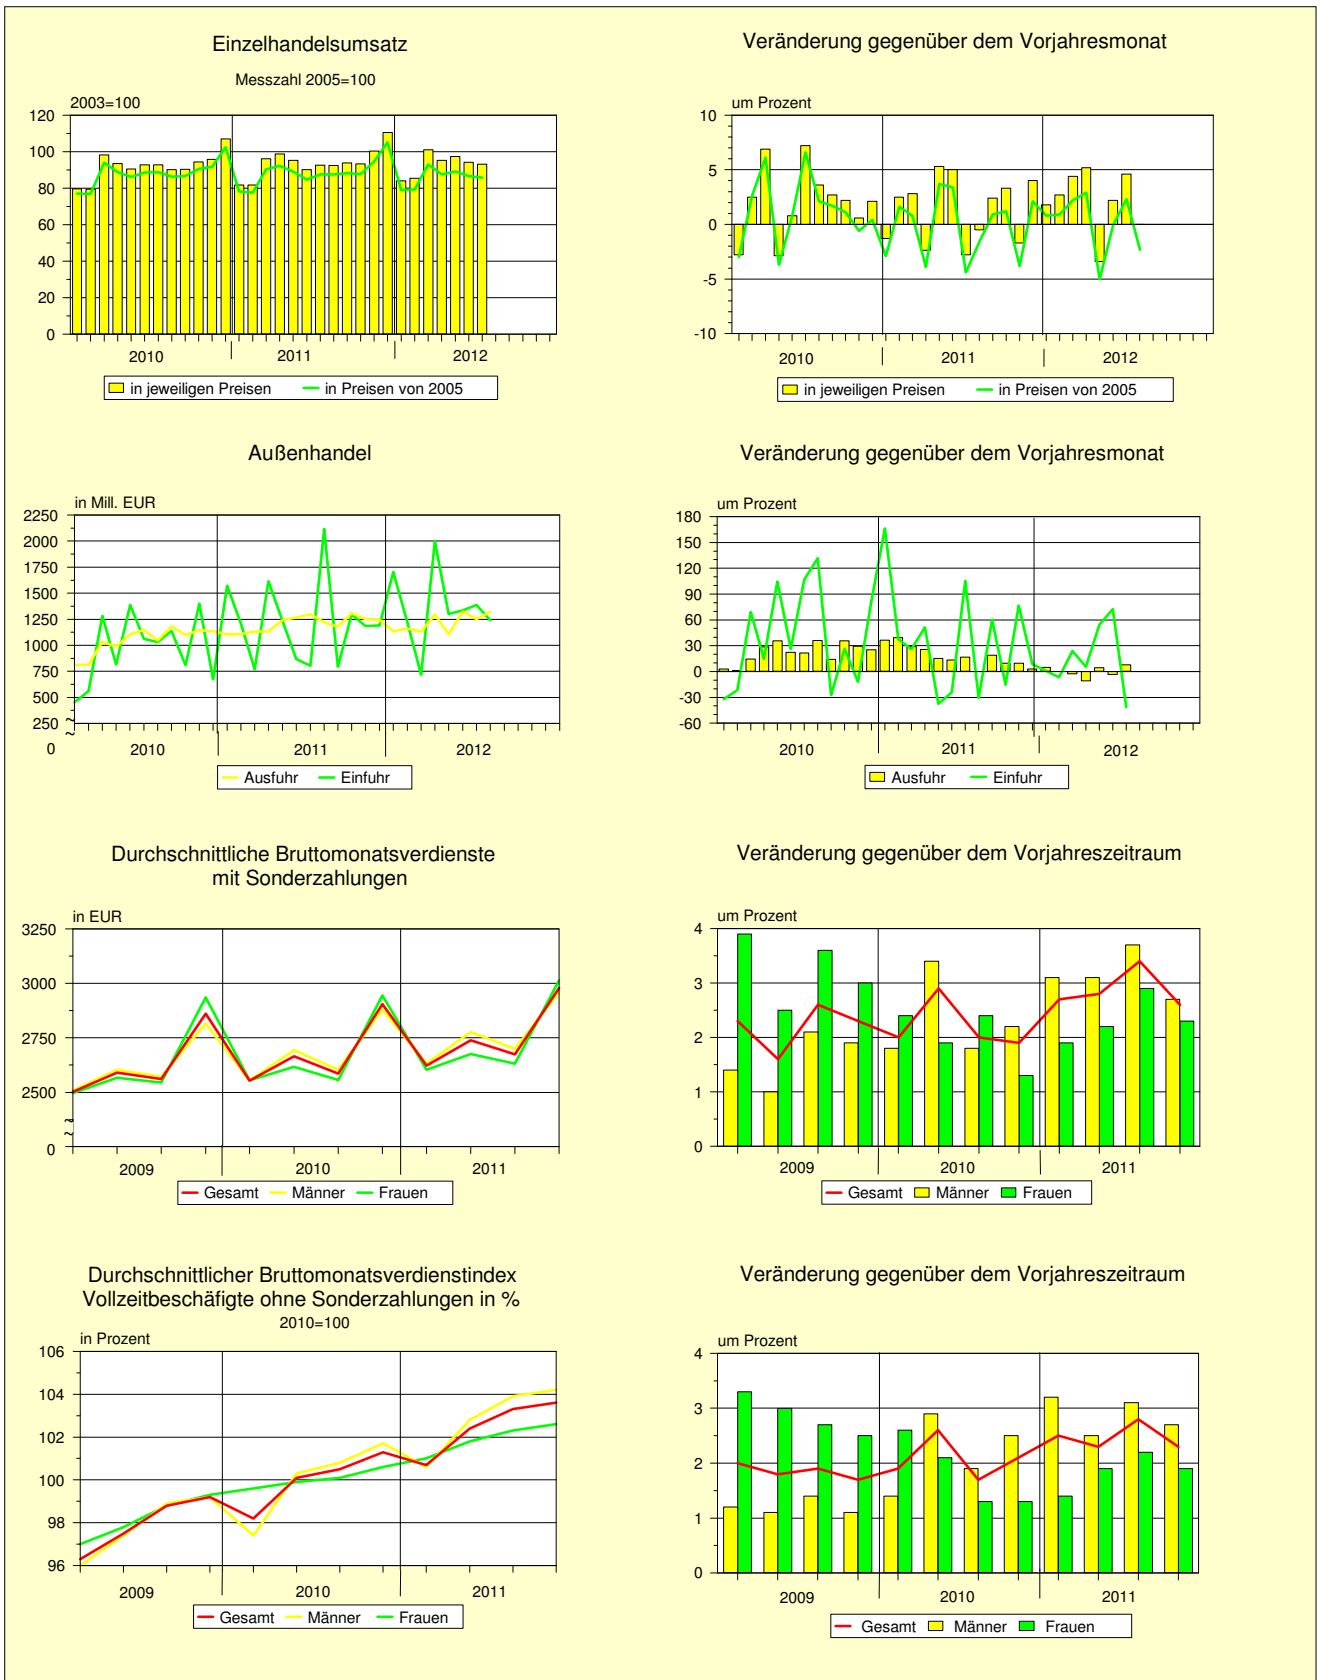 Einzelhandelsumsatz
Messzahl 2005=100
2003=100
120
100
80
60
40
20
0
2010
2011
2012
in jeweiligen Preisen
in Preisen von 2005
Veränderung gegenüber dem Vorjahresmonat
um Prozent
10
5
0
-5
-10
2010
2011
2012
in jeweiligen Preisen
in Preisen von 2005
Außenhandel
in Mill. EUR
2250
2000
1750
1500
1250
1000
750
500
250
~
~
0
2010
2011
2012
Ausfuhr
Einfuhr
Veränderung gegenüber dem Vorjahresmonat
um Prozent
180
150
120
90
60
30
0
-30
-60
2010
2011
2012
Ausfuhr
Einfuhr
Durchschnittliche Bruttomonatsverdienste
mit Sonderzahlungen
in EUR
3250
3000
2750
2500
~
~
0
2009
2010
2011
Gesamt
Männer
Frauen
Veränderung gegenüber dem Vorjahreszeitraum
um Prozent
4
3
2
1
0
2009
2010
2011
Gesamt
Männer
Frauen
Durchschnittlicher Bruttomonatsverdienstindex
Vollzeitbeschäfigte ohne Sonderzahlungen in %
2010=100
in Prozent
106
104
102
100
98
96
2009
2010
2011
Gesamt
Männer
Frauen
Veränderung gegenüber dem Vorjahreszeitraum
um Prozent
4
3
2
1
0
2009
2010
2011
Gesamt
Männer
Frauen